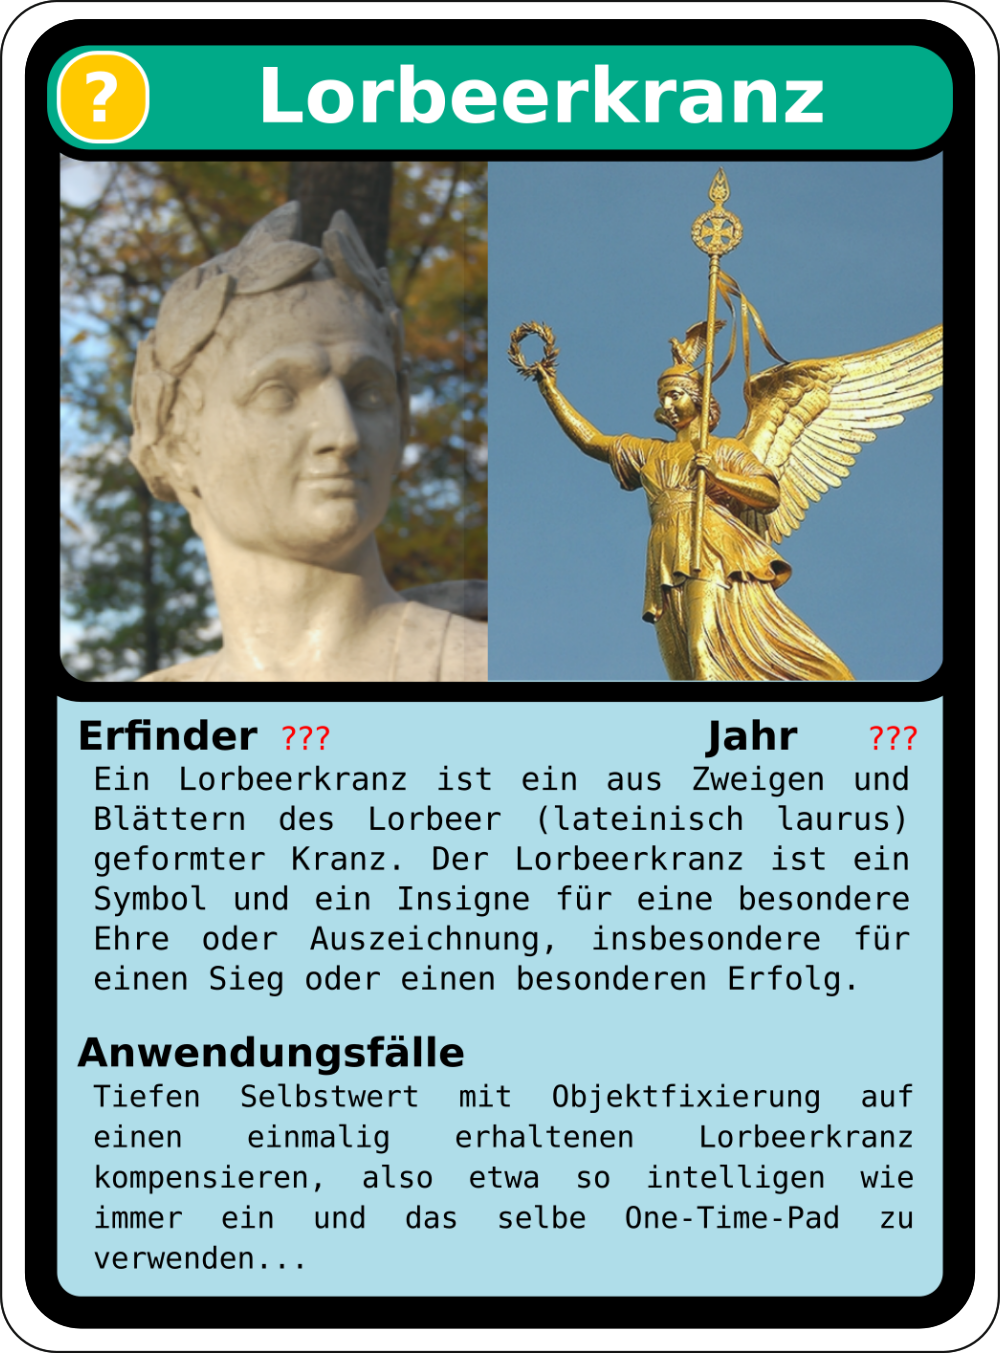 ? Lorbeerkranz
Erfinder ??? Jahr ???
Ein Lorbeerkranz ist ein aus Zweigen und
Blättern des Lorbeer (lateinisch laurus)
geformter Kranz. Der Lorbeerkranz ist ein
Symbol und ein Insigne für eine besondere
Ehre oder Auszeichnung, insbesondere für
einen Sieg oder einen besonderen Erfolg.
Anwendungsfälle
Tiefen Selbstwert mit Objektfixierung auf
einen einmalig erhaltenen Lorbeerkranz
kompensieren, also etwa so intelligen wie
immer ein und das selbe One-Time-Pad zu
verwenden...